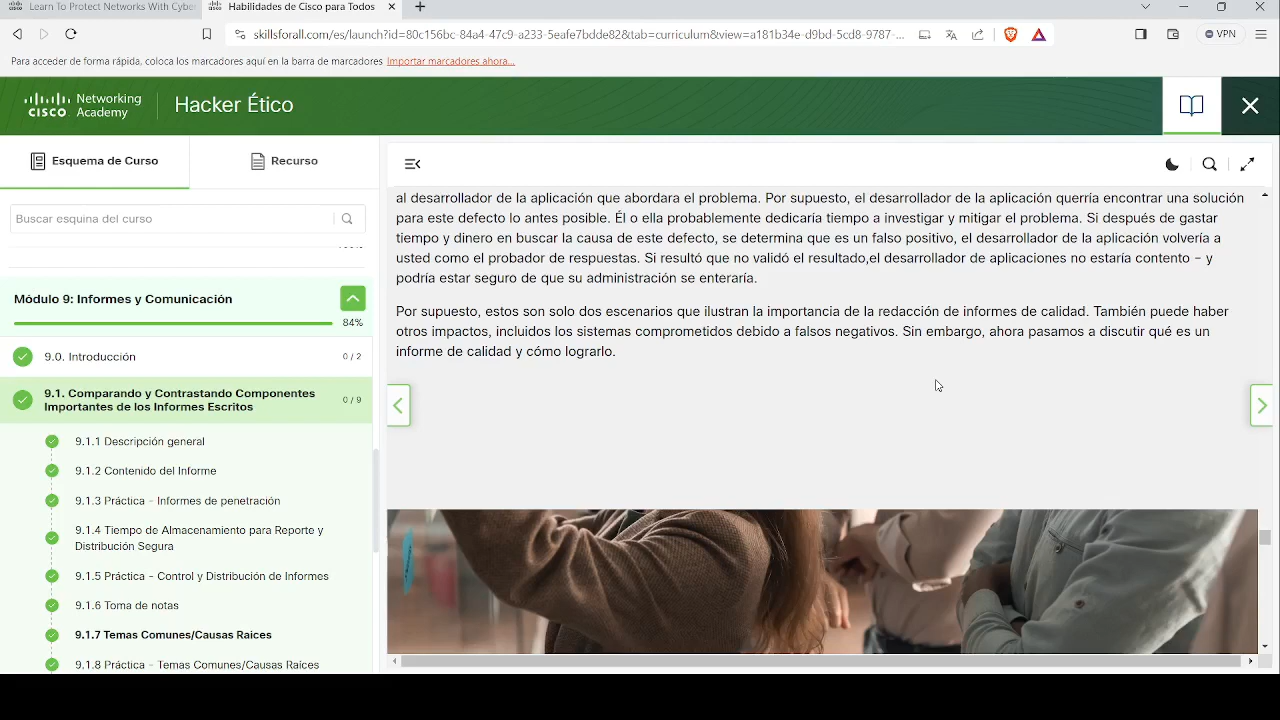 Learn To Protect Networks With Cyber
Habilidades de Cisco para Todos
skillsforall.com/es/launch?id=80c156bc-84a4-47c9-a233-5eafe7bdde82&tab=curriculum&view=a181b34e-d9bd-5cd8-9787-...
VPN
Para acceder de forma rápida, coloca los marcadores aquí en la barra de marcadores Importar marcadores ahora...
CISCO Networking Academy
Hacker Ético
Esquema de Curso
Recurso
Buscar esquina del curso
100%
Módulo 9: Informes y Comunicación
84%
9.0. Introducción
0 / 2
9.1. Comparando y Contrastando Componentes
Importantes de los Informes Escritos
0 / 9
9.1.1 Descripción general
9.1.2 Contenido del Informe
9.1.3 Práctica - Informes de penetración
9.1.4 Tiempo de Almacenamiento para Reporte y
Distribución Segura
9.1.5 Práctica - Control y Distribución de Informes
9.1.6 Toma de notas
9.1.7 Temas Comunes/Causas Raices
9.1.8 Práctica - Temas Comunes/Causas Raíces
al desarrollador de la aplicación que abordara el problema. Por supuesto, el desarrollador de la aplicación querría encontrar una solución
para este defecto lo antes posible. Él o ella probablemente dedicaría tiempo a investigar y mitigar el problema. Si después de gastar
tiempo y dinero en buscar la causa de este defecto, se determina que es un falso positivo, el desarrollador de la aplicación volvería a
usted como el probador de respuestas. Si resultó que no validó el resultado,el desarrollador de aplicaciones no estaría contento – y
podría estar seguro de que su administración se enteraría.
Por supuesto, estos son solo dos escenarios que ilustran la importancia de la redacción de informes de calidad. También puede haber
otros impactos, incluidos los sistemas comprometidos debido a falsos negativos. Sin embargo, ahora pasamos a discutir qué es un
informe de calidad y cómo lograrlo.